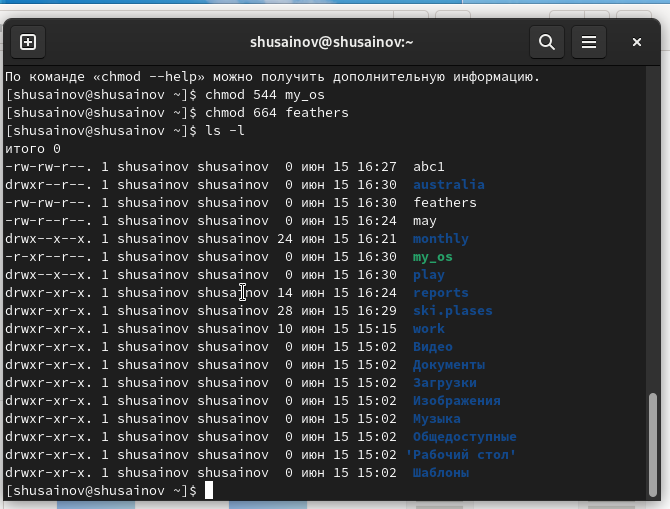 shusainov@shusainov:~
По команде «chmod --help» можно получить дополнительную информацию.
[shusainov@shusainov ~]$ chmod 544 my_os
[shusainov@shusainov ~]$ chmod 664 feathers
[shusainov@shusainov ~]$ ls -l
итого 0
-rw-rw-r--. 1 shusainov shusainov  0 июн 15 16:27  abc1
drwxr--r--. 1 shusainov shusainov  0 июн 15 16:30  australia
-rw-rw-r--. 1 shusainov shusainov  0 июн 15 16:30  feathers
-rw-r--r--. 1 shusainov shusainov  0 июн 15 16:24  may
drwx--x--x. 1 shusainov shusainov 24 июн 15 16:21  monthly
-r-xr--r--. 1 shusainov shusainov  0 июн 15 16:30  my_os
drwx--x--x. 1 shusainov shusainov  0 июн 15 16:30  play
drwxr-xr-x. 1 shusainov shusainov 14 июн 15 16:24  reports
drwxr-xr-x. 1 shusainov shusainov 28 июн 15 16:29  ski.plases
drwxr-xr-x. 1 shusainov shusainov 10 июн 15 15:15  work
drwxr-xr-x. 1 shusainov shusainov  0 июн 15 15:02  Видео
drwxr-xr-x. 1 shusainov shusainov  0 июн 15 15:02  Документы
drwxr-xr-x. 1 shusainov shusainov  0 июн 15 15:02  Загрузки
drwxr-xr-x. 1 shusainov shusainov  0 июн 15 15:02  Изображения
drwxr-xr-x. 1 shusainov shusainov  0 июн 15 15:02  Музыка
drwxr-xr-x. 1 shusainov shusainov  0 июн 15 15:02  Общедоступные
drwxr-xr-x. 1 shusainov shusainov  0 июн 15 15:02 'Рабочий стол'
drwxr-xr-x. 1 shusainov shusainov  0 июн 15 15:02  Шаблоны
[shusainov@shusainov ~]$